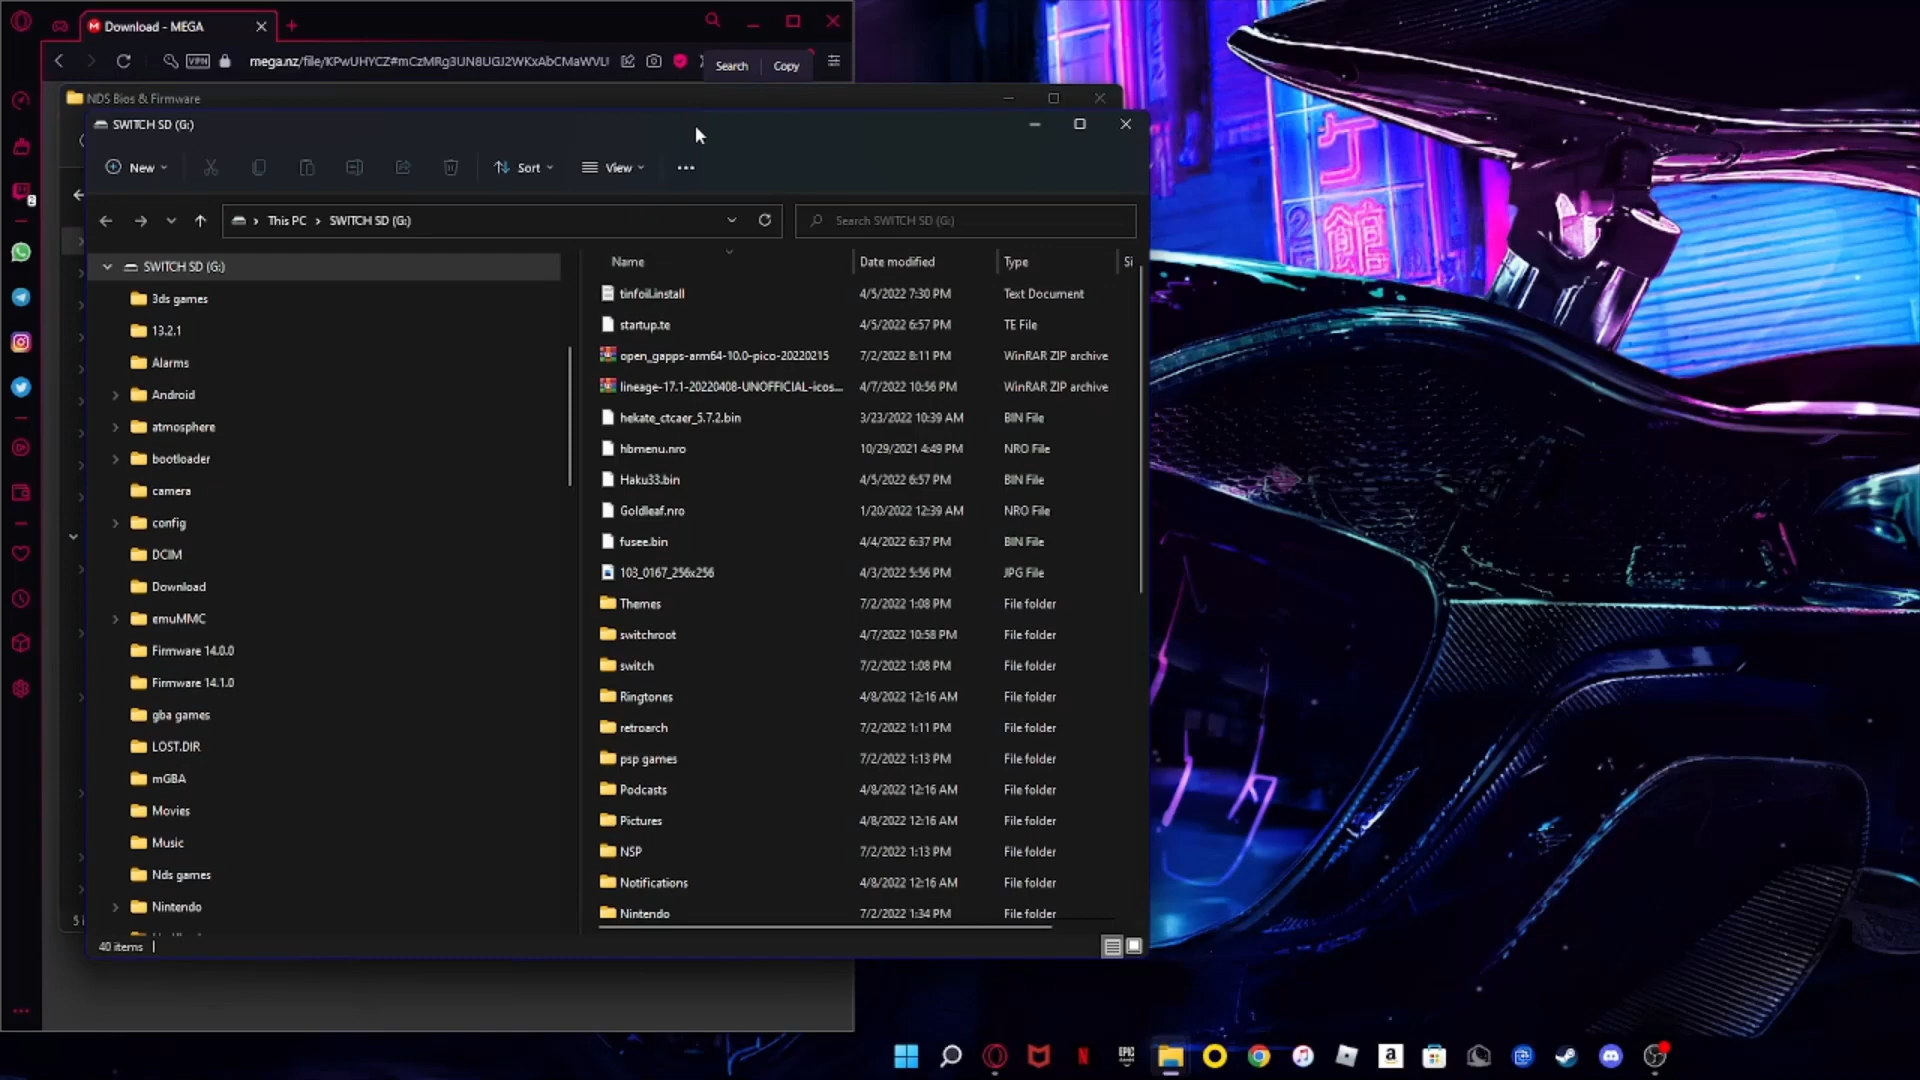 Download - MEGA
VPN
mega.nz/file/KPwUHYCZ#mCzMRg3UN8UGJ2WKxAbCMaWVU
Search
Copy
2
NDS Bios & Firmware
SWITCH SD (G:)
New
Sort
View
This PC > SWITCH SD (G:)
Search SWITCH SD (G:)
SWITCH SD (G:)
3ds games
13.2.1
Alarms
Android
atmosphere
bootloader
camera
config
DCIM
Download
emuMMC
Firmware 14.0.0
Firmware 14.1.0
gba games
LOST.DIR
mGBA
Movies
Music
Nds games
Nintendo
Name Date modified Type Si
tinfoil.install 4/5/2022 7:30 PM Text Document
startup.te 4/5/2022 6:57 PM TE File
open_gapps-arm64-10.0-pico-20220215 7/2/2022 8:11 PM WinRAR ZIP archive
lineage-17.1-20220408-UNOFFICIAL-icos... 4/7/2022 10:56 PM WinRAR ZIP archive
hekate_ctcaer_5.7.2.bin 3/23/2022 10:39 AM BIN File
hbmenu.nro 10/29/2021 4:49 PM NRO File
Haku33.bin 4/5/2022 6:57 PM BIN File
Goldleaf.nro 1/20/2022 12:39 AM NRO File
fusee.bin 4/4/2022 6:37 PM BIN File
103_0167_256x256 4/3/2022 5:56 PM JPG File
Themes 7/2/2022 1:08 PM File folder
switchroot 4/7/2022 10:58 PM File folder
switch 7/2/2022 1:08 PM File folder
Ringtones 4/8/2022 12:16 AM File folder
retroarch 7/2/2022 1:11 PM File folder
psp games 7/2/2022 1:13 PM File folder
Podcasts 4/8/2022 12:16 AM File folder
Pictures 4/8/2022 12:16 AM File folder
NSP 7/2/2022 1:13 PM File folder
Notifications 4/8/2022 12:16 AM File folder
Nintendo 7/2/2022 1:34 PM File folder
40 items
5
館
EPIC